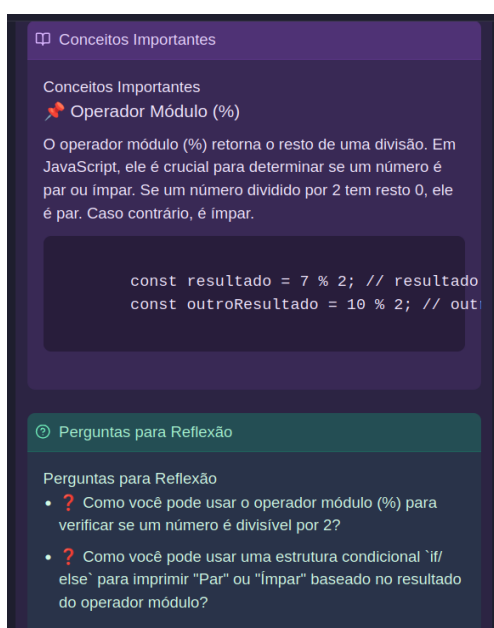 Conceitos Importantes
Conceitos Importantes
📌 Operador Módulo (%)
O operador módulo (%) retorna o resto de uma divisão. Em
JavaScript, ele é crucial para determinar se um número é
par ou ímpar. Se um número dividido por 2 tem resto 0, ele
é par. Caso contrário, é ímpar.
const resultado = 7 % 2; // resultado
const outroResultado = 10 % 2; // out
Perguntas para Reflexão
Perguntas para Reflexão
• ❓ Como você pode usar o operador módulo (%) para
verificar se um número é divisível por 2?
• ❓ Como você pode usar uma estrutura condicional `if/
else` para imprimir "Par" ou "Ímpar" baseado no resultado
do operador módulo?